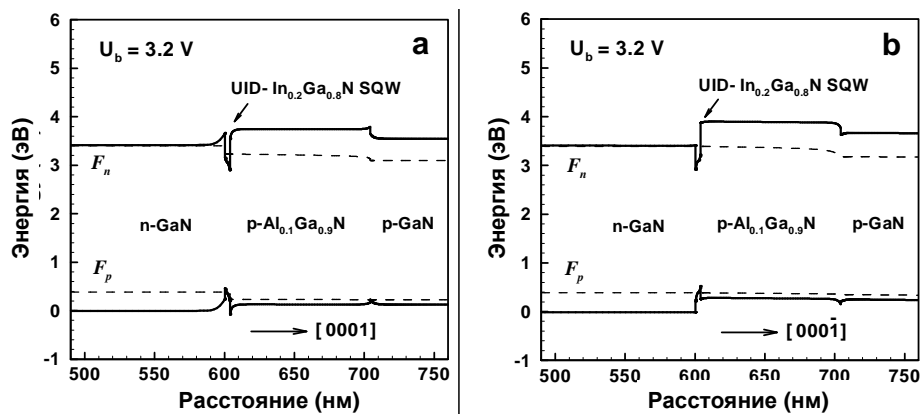 a
U_b = 3.2 V
UID- In_0.2Ga_0.8N SQW
F_n
n-GaN
p-Al_0.1Ga_0.9N
p-GaN
F_p
[0001]
Энергия (эВ)
6
5
4
3
2
1
0
-1
500
550
600
650
700
750
Расстояние (нм)
b
U_b = 3.2 V
UID- In_0.2Ga_0.8N SQW
F_n
n-GaN
p-Al_0.1Ga_0.9N
p-GaN
F_p
[0001̄]
Энергия (эВ)
6
5
4
3
2
1
0
-1
500
550
600
650
700
750
Расстояние (нм)